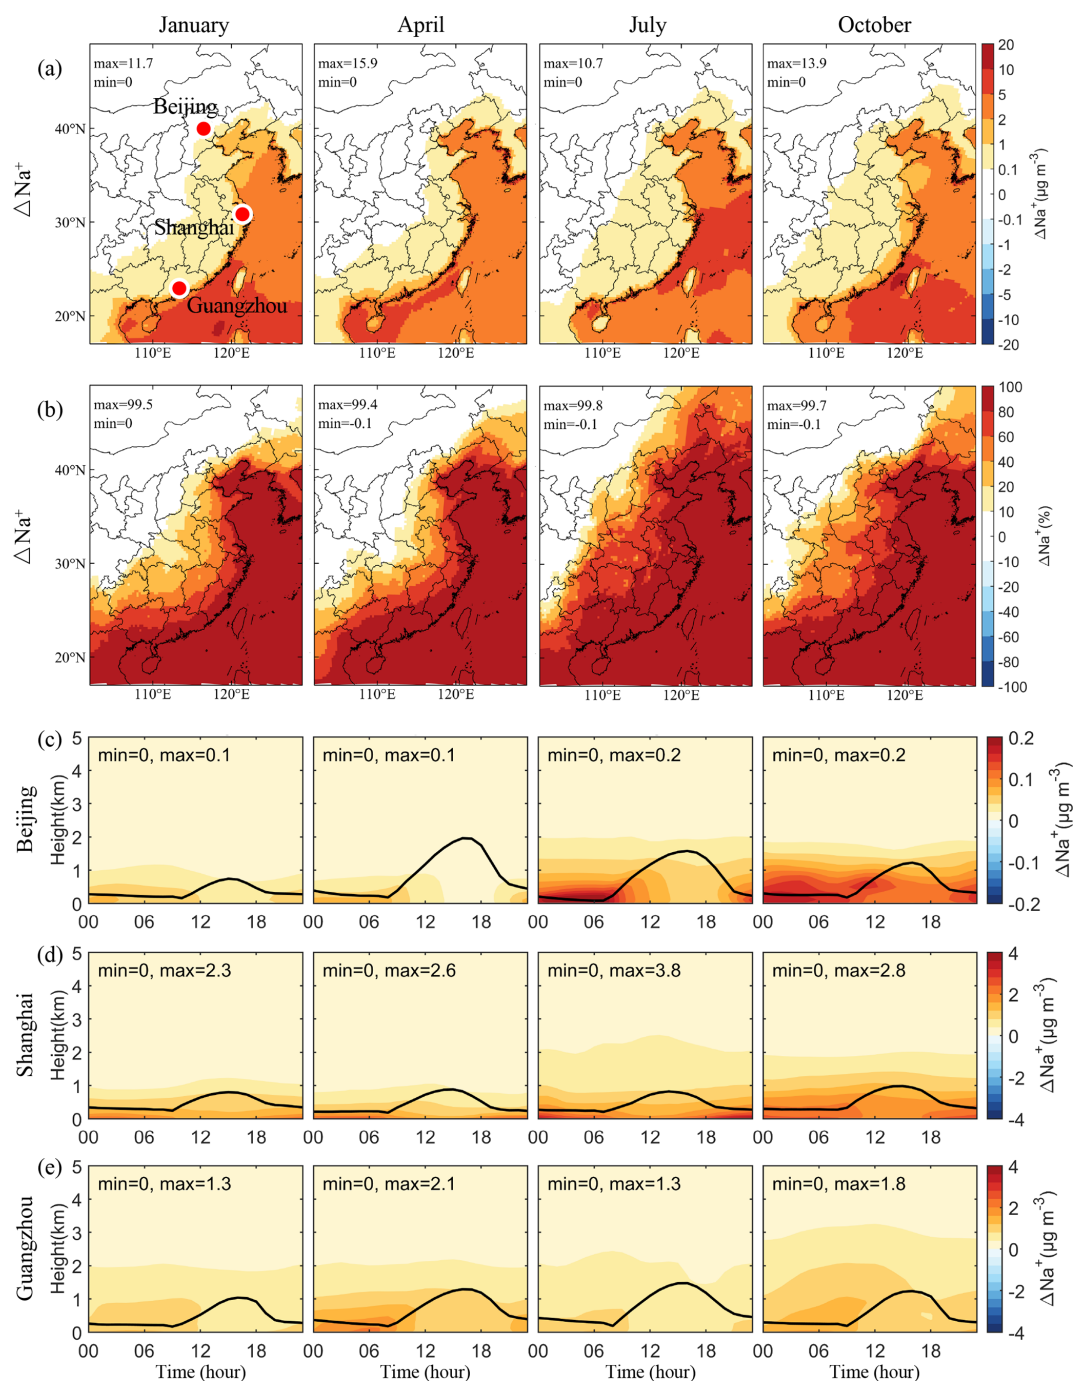 January April July October
(a)
max=11.7
min=0
max=15.9
min=0
max=10.7
min=0
max=13.9
min=0
Beijing
Shanghai
Guangzhou
40°N
30°N
20°N
110°E 120°E 110°E 120°E 110°E 120°E 110°E 120°E
△Na⁺
20
10
5
2
1
0.1
0
-0.1
-1
-2
-5
-10
-20
△Na⁺(μg m⁻³)
(b)
max=99.5
min=0
max=99.4
min=-0.1
max=99.8
min=-0.1
max=99.7
min=-0.1
40°N
30°N
20°N
110°E 120°E 110°E 120°E 110°E 120°E 110°E 120°E
△Na⁺
100
80
60
40
20
10
0
-10
-20
-40
-60
-80
-100
△Na⁺(%)
(c)
Beijing
Height(km)
5
4
3
2
1
0
min=0, max=0.1 min=0, max=0.1 min=0, max=0.2 min=0, max=0.2
00 06 12 18 00 06 12 18 00 06 12 18 00 06 12 18
0.2
0.1
0
-0.1
-0.2
△Na⁺(μg m⁻³)
(d)
Shanghai
Height(km)
5
4
3
2
1
0
min=0, max=2.3 min=0, max=2.6 min=0, max=3.8 min=0, max=2.8
00 06 12 18 00 06 12 18 00 06 12 18 00 06 12 18
4
2
0
-2
-4
△Na⁺(μg m⁻³)
(e)
Guangzhou
Height(km)
5
4
3
2
1
0
min=0, max=1.3 min=0, max=2.1 min=0, max=1.3 min=0, max=1.8
00 06 12 18 00 06 12 18 00 06 12 18 00 06 12 18
Time (hour) Time (hour) Time (hour) Time (hour)
4
2
0
-2
-4
△Na⁺(μg m⁻³)